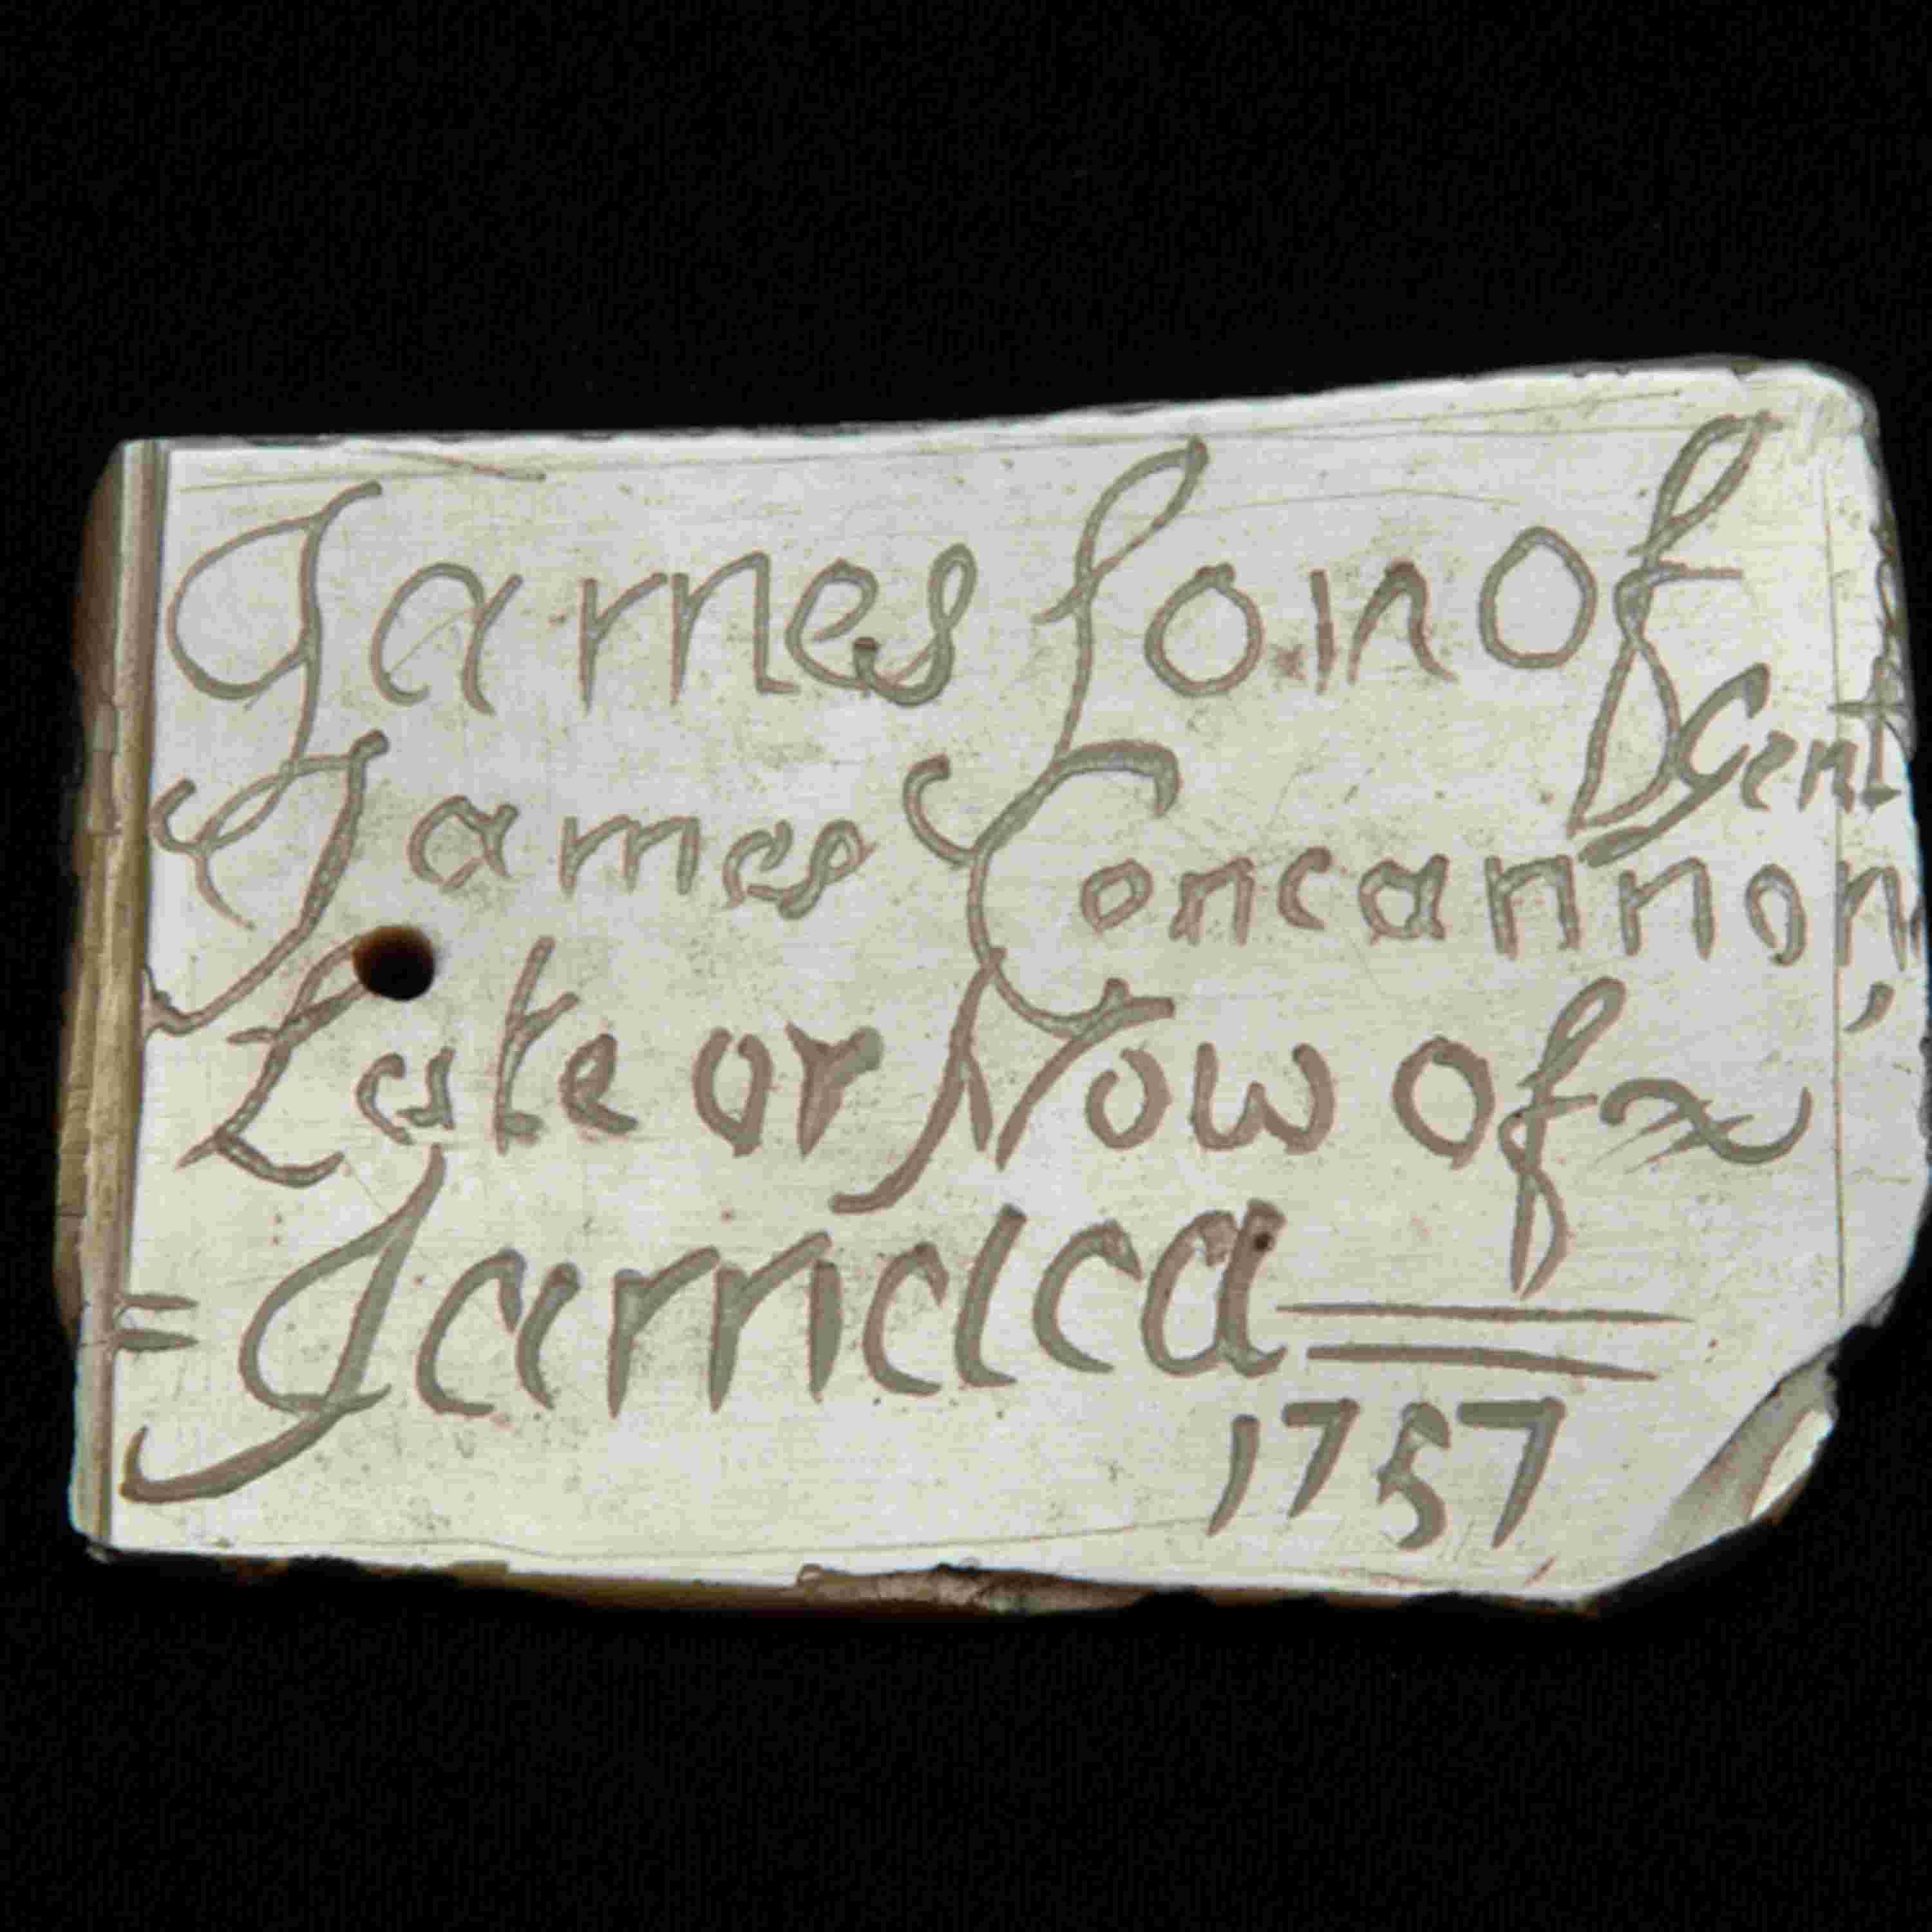 James Son of
James Concannon, Gent
Late or Now of
= Jamaica =
1757